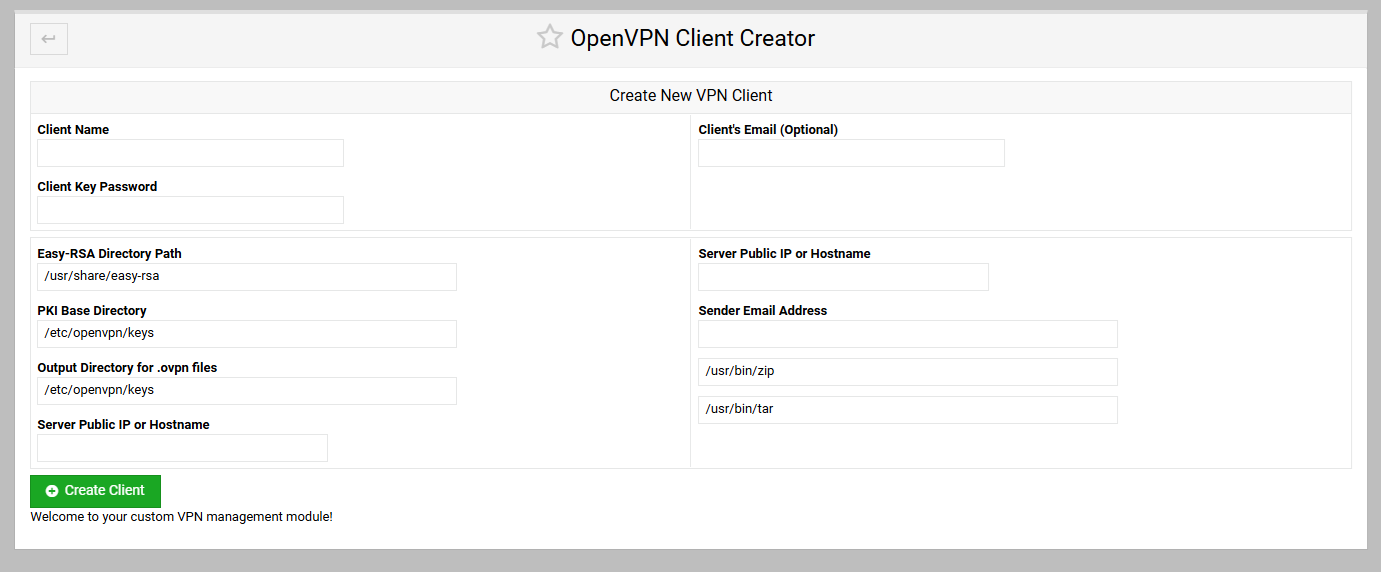 OpenVPN Client Creator
Create New VPN Client
Client Name
Client's Email (Optional)
Client Key Password
Easy-RSA Directory Path
/usr/share/easy-rsa
PKI Base Directory
/etc/openvpn/keys
Output Directory for .ovpn files
/etc/openvpn/keys
Server Public IP or Hostname
Server Public IP or Hostname
Sender Email Address
/usr/bin/zip
/usr/bin/tar
Create Client
Welcome to your custom VPN management module!